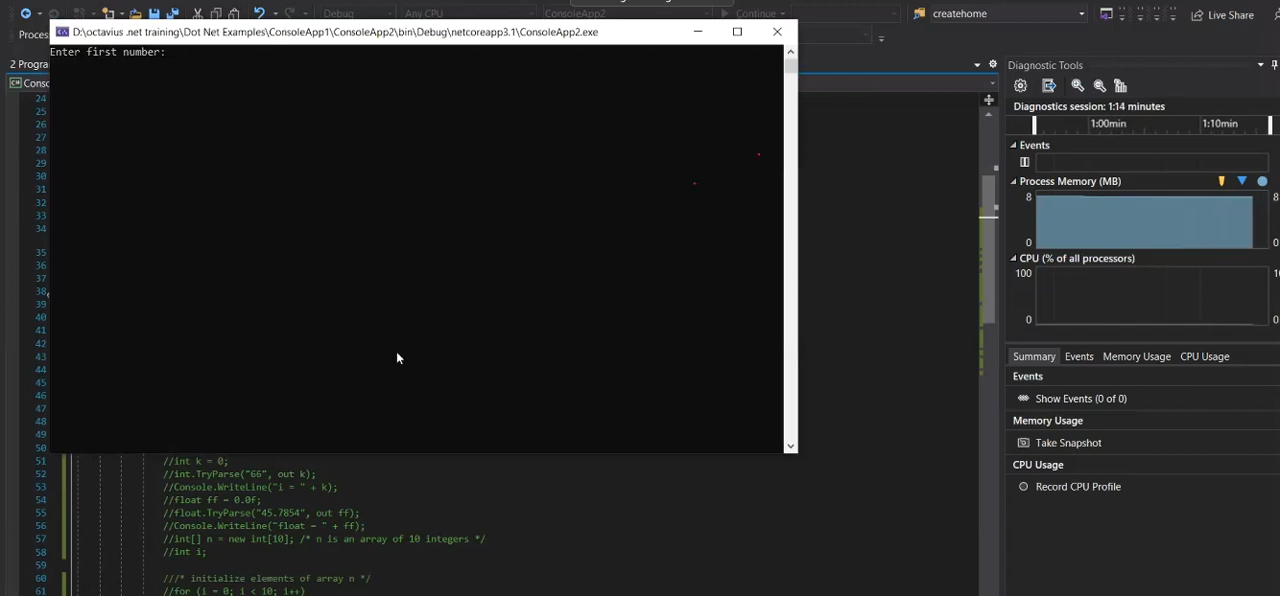 Debug
Any CPU
ConsoleApp2
Continue
createhome
Live Share
D:\octavius .net training\Dot Net Examples\ConsoleApp1\ConsoleApp2\bin\Debug\netcoreapp3.1\ConsoleApp2.exe
Enter first number:
Diagnostic Tools
Diagnostics session: 1:14 minutes
1:00min
1:10min
Events
Process Memory (MB)
8
8
0
0
CPU (% of all processors)
100
0
0
Summary
Events
Memory Usage
CPU Usage
Events
Show Events (0 of 0)
Memory Usage
Take Snapshot
CPU Usage
Record CPU Profile
24
25
26
27
28
29
30
31
32
33
34
35
36
37
38
39
40
41
42
43
44
45
46
47
48
49
50
51 //int k = 0;
52 //int.TryParse("66", out k);
53 //Console.WriteLine("i = " + k);
54 //float ff = 0.0f;
55 //float.TryParse("45.7854", out ff);
56 //Console.WriteLine("float - " + ff);
57 //int[] n = new int[10]; /* n is an array of 10 integers */
58 //int i;
59
60 ///* initialize elements of array n */
61 //for (i = 0; i < 10; i++)